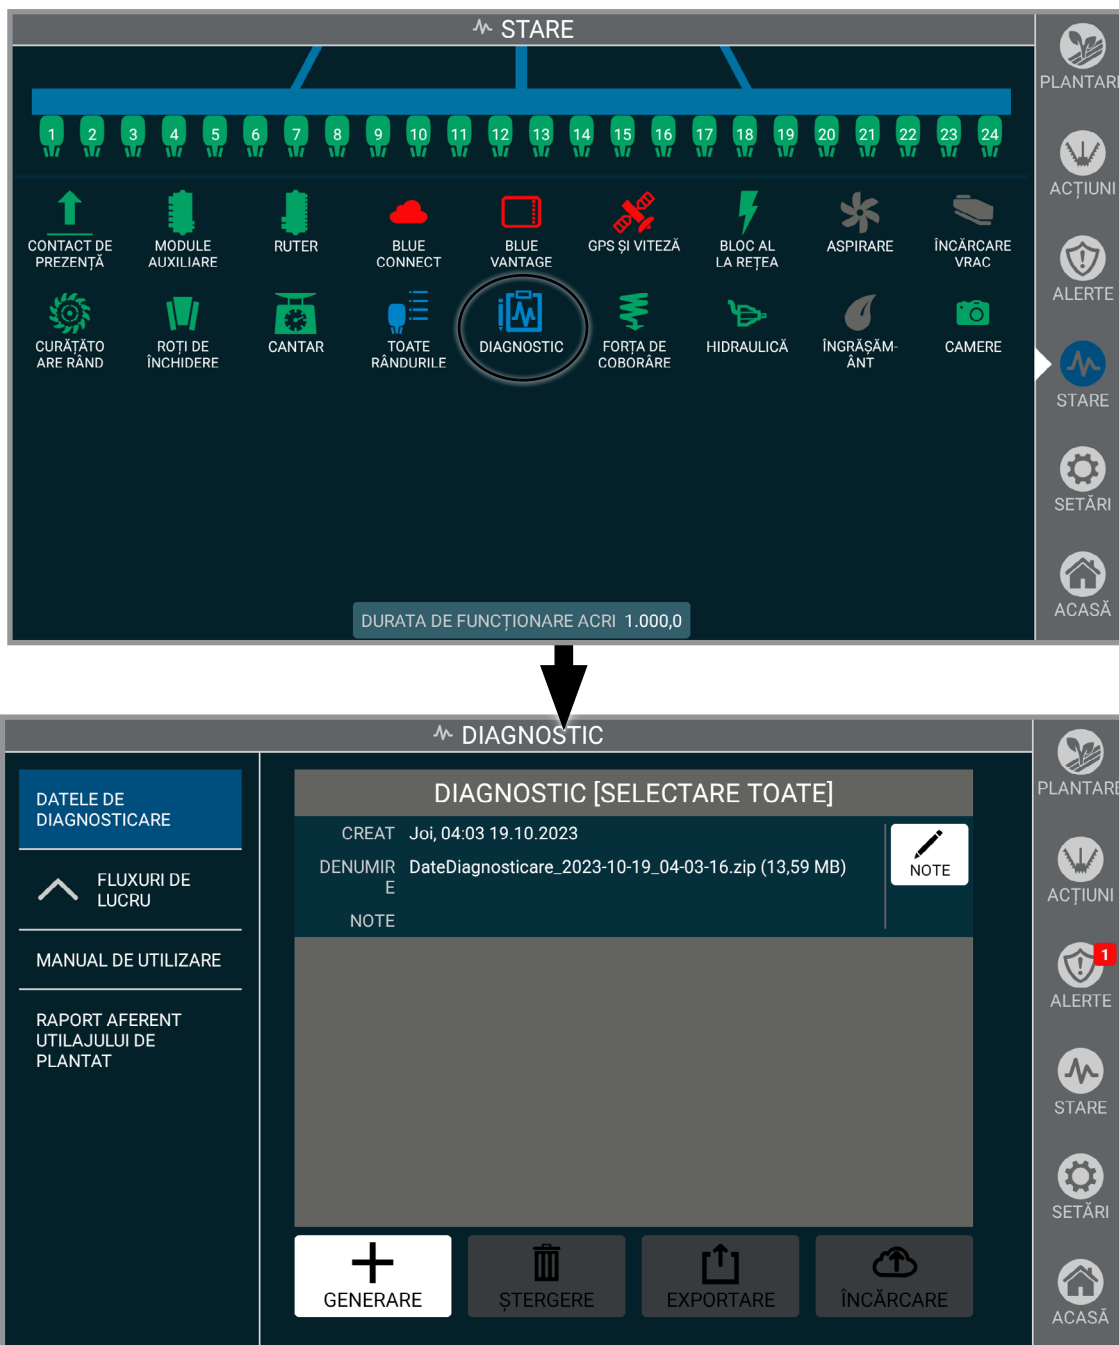 STARE
1 2 3 4 5 6 7 8 9 10 11 12 13 14 15 16 17 18 19 20 21 22 23 24
CONTACT DE
PREZENȚĂ
MODULE
AUXILIARE
RUTER
BLUE
CONNECT
BLUE
VANTAGE
GPS ȘI VITEZĂ
BLOC AL
LA REȚEA
ASPIRARE
ÎNCĂRCARE
VRAC
CURĂȚĂTO
ARE RÂND
ROȚI DE
ÎNCHIDERE
CANTAR
TOATE
RÂNDURILE
DIAGNOSTIC
FORȚA DE
COBORÂRE
HIDRAULICĂ
ÎNGRĂȘĂM-
ÂNT
CAMERE
DURATA DE FUNCȚIONARE ACRI 1.000,0
PLANTARE
ACȚIUNI
ALERTE
STARE
SETĂRI
ACASĂ
DIAGNOSTIC
DATELE DE
DIAGNOSTICARE
FLUXURI DE
LUCRU
MANUAL DE UTILIZARE
RAPORT AFERENT
UTILAJULUI DE
PLANTAT
DIAGNOSTIC [SELECTARE TOATE]
CREAT Joi, 04:03 19.10.2023
DENUMIR DateDiagnosticare_2023-10-19_04-03-16.zip (13,59 MB)
E
NOTE
NOTE
GENERARE
ȘTERGERE
EXPORTARE
ÎNCĂRCARE
PLANTARE
ACȚIUNI
1
ALERTE
STARE
SETĂRI
ACASĂ